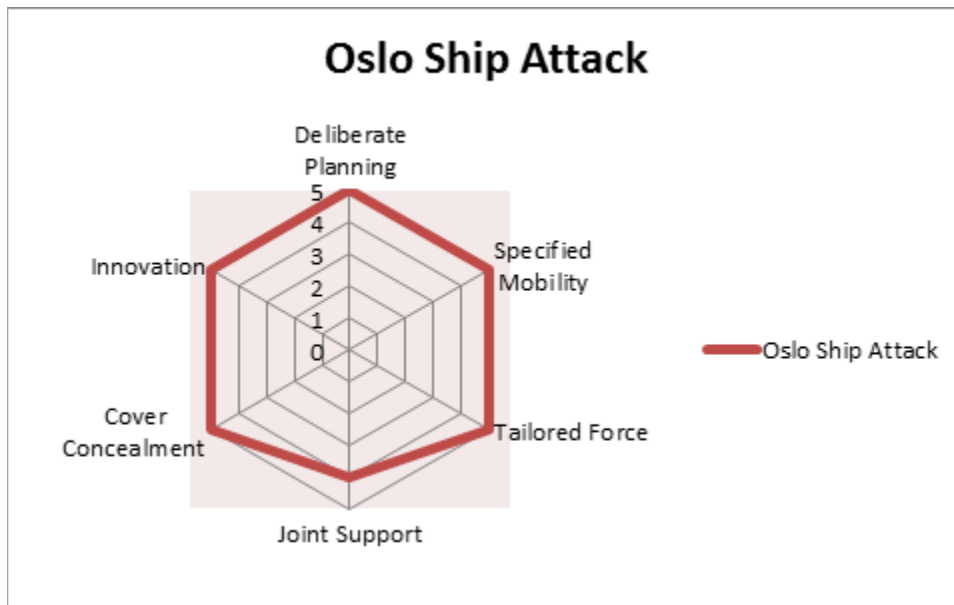 Oslo Ship Attack
Deliberate
Planning
5
4
3
2
1
0
Specified
Mobility
Tailored Force
Joint Support
Cover
Concealment
Innovation
Oslo Ship Attack